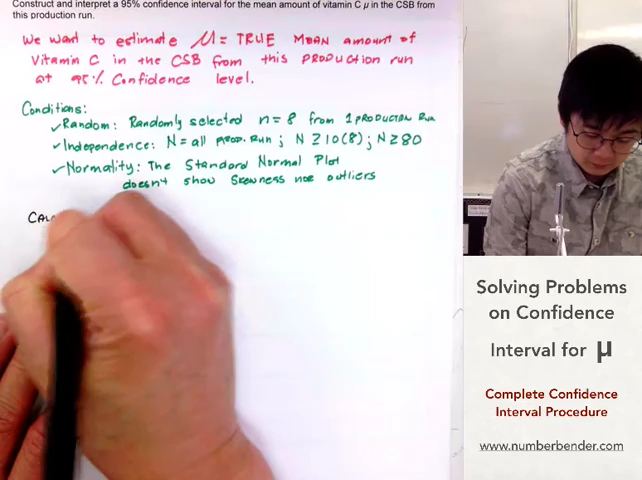 Construct and interpret a 95% confidence interval for the mean amount of vitamin C μ in the CSB from
this production run.
We want to estimate μ = TRUE MEAN amount of
Vitamin C in the CSB from this PRODUCTION run
at 95% Confidence level.
Conditions:
✓Random: Randomly selected n = 8 from 1 PRODUCTION RUN
✓Independence: N = all PROD. RUN ; N ≥ 10(8) ; N ≥ 80
✓Normality: The Standard Normal Plot
doesn't show Skewness nor outliers
CAL
Solving Problems
on Confidence
Interval for μ
Complete Confidence
Interval Procedure
www.numberbender.com